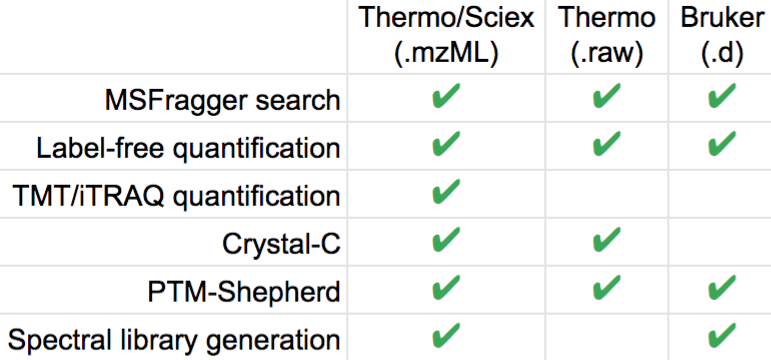 Thermo/Sciex Thermo Bruker
(.mzML) (.raw) (.d)
MSFragger search ✔ ✔ ✔
Label-free quantification ✔ ✔ ✔
TMT/iTRAQ quantification ✔
Crystal-C ✔ ✔
PTM-Shepherd ✔ ✔ ✔
Spectral library generation ✔ ✔